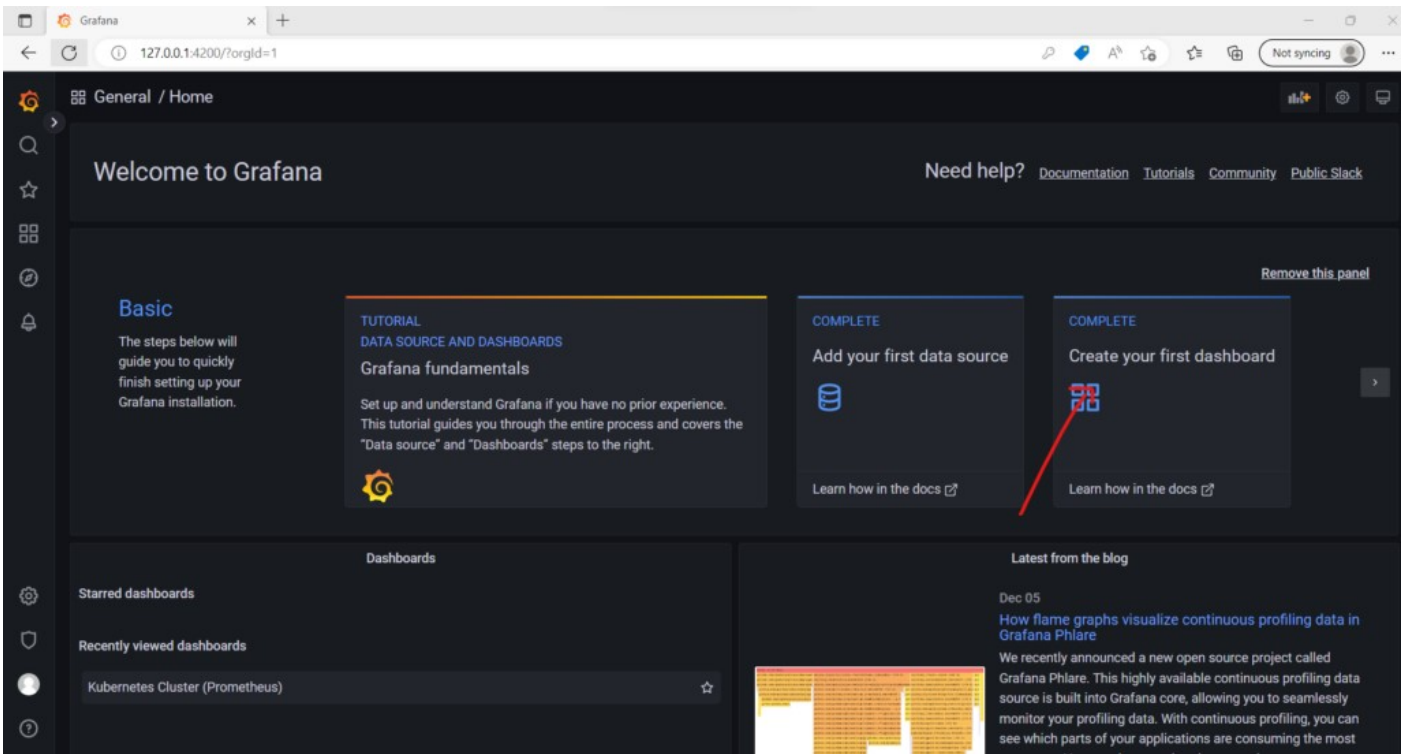 Grafana
127.0.0.1:4200/?orgId=1
Not syncing
General / Home
Welcome to Grafana
Need help? Documentation Tutorials Community Public Slack
Remove this panel
Basic
The steps below will
guide you to quickly
finish setting up your
Grafana installation.
TUTORIAL
DATA SOURCE AND DASHBOARDS
Grafana fundamentals
Set up and understand Grafana if you have no prior experience.
This tutorial guides you through the entire process and covers the
"Data source" and "Dashboards" steps to the right.
COMPLETE
Add your first data source
Learn how in the docs
COMPLETE
Create your first dashboard
Learn how in the docs
Dashboards
Starred dashboards
Recently viewed dashboards
Kubernetes Cluster (Prometheus)
Latest from the blog
Dec 05
How flame graphs visualize continuous profiling data in
Grafana Phlare
We recently announced a new open source project called
Grafana Phlare. This highly available continuous profiling data
source is built into Grafana core, allowing you to seamlessly
monitor your profiling data. With continuous profiling, you can
see which parts of your applications are consuming the most